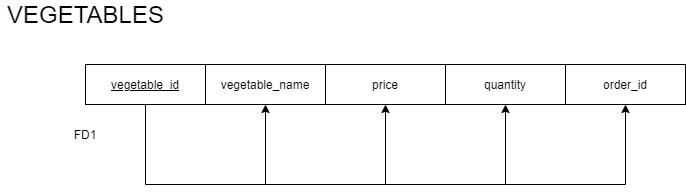 VEGETABLES
vegetable_id vegetable_name price quantity order_id
FD1